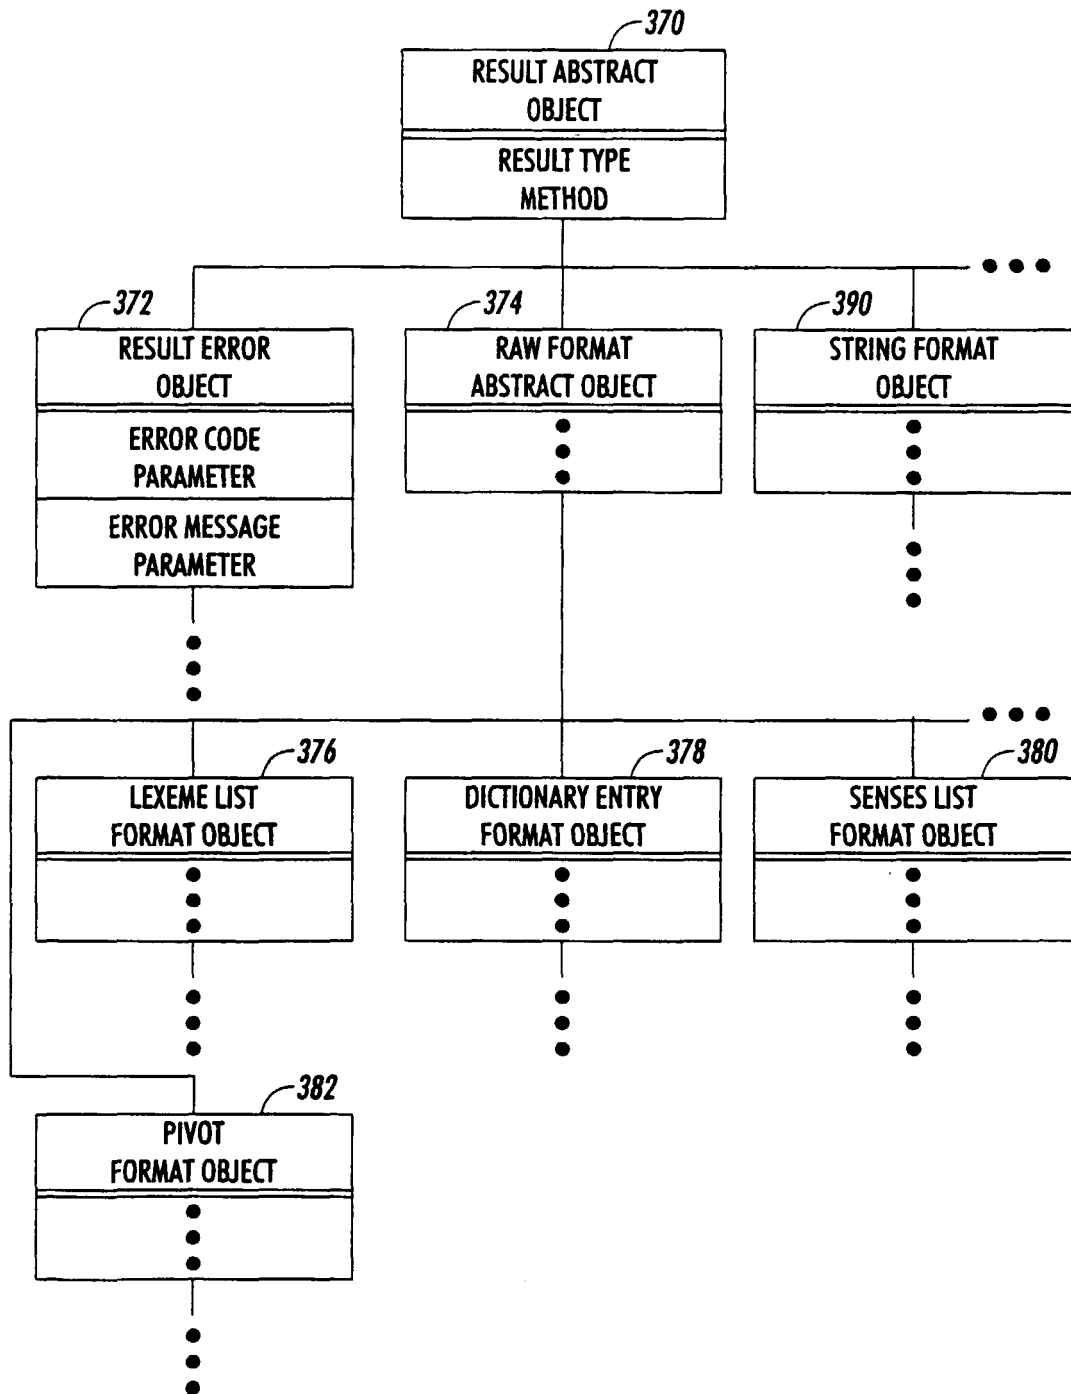 370
RESULT ABSTRACT
OBJECT
RESULT TYPE
METHOD
372
RESULT ERROR
OBJECT
ERROR CODE
PARAMETER
ERROR MESSAGE
PARAMETER
374
RAW FORMAT
ABSTRACT OBJECT
390
STRING FORMAT
OBJECT
376
LEXEME LIST
FORMAT OBJECT
378
DICTIONARY ENTRY
FORMAT OBJECT
380
SENSES LIST
FORMAT OBJECT
382
PIVOT
FORMAT OBJECT